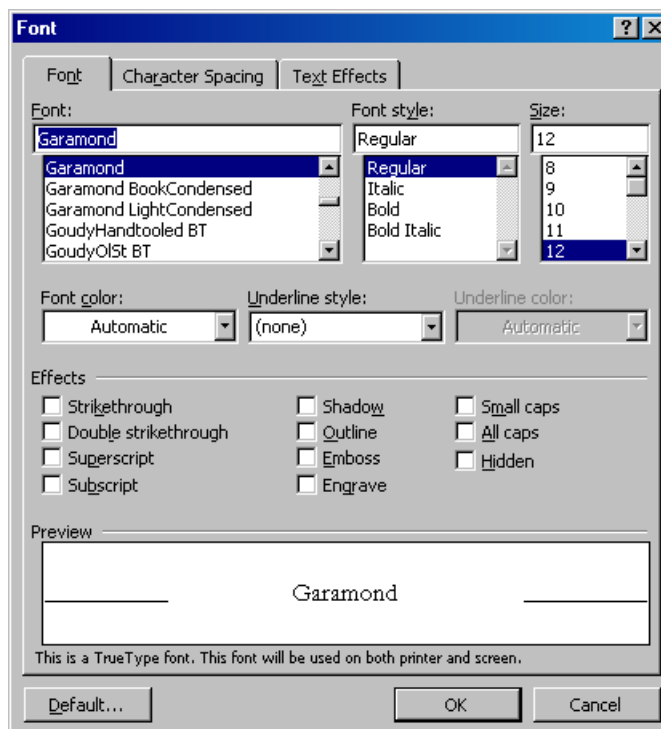 Font
Font Character Spacing Text Effects
Font: Font style: Size:
Garamond Regular 12
Garamond Regular 8
Garamond BookCondensed Italic 9
Garamond LightCondensed Bold 10
GoudyHandtooled BT Bold Italic 11
GoudyOlSt BT 12
Font color: Underline style: Underline color:
Automatic (none) Automatic
Effects
Strikethrough Shadow Small caps
Double strikethrough Outline All caps
Superscript Emboss Hidden
Subscript Engrave
Preview
Garamond
This is a TrueType font. This font will be used on both printer and screen.
Default... OK Cancel